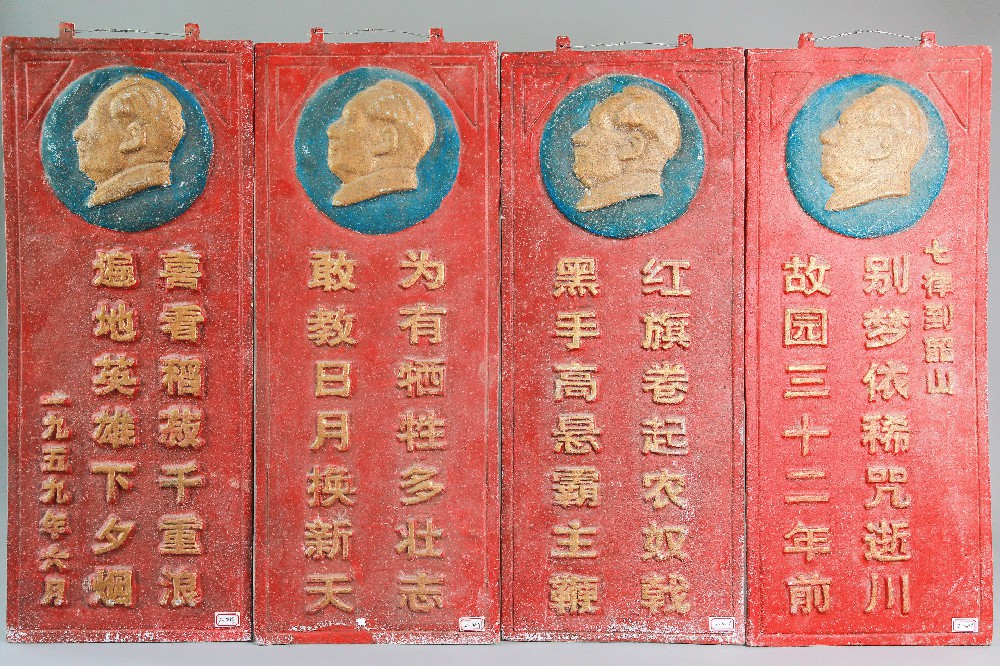 七律到韶山
别梦依稀咒逝川
故园三十二年前
红旗卷起农奴戟
黑手高悬霸主鞭
为有牺牲多壮志
敢教日月换新天
喜看稻菽千重浪
遍地英雄下夕烟
一九五九年六月